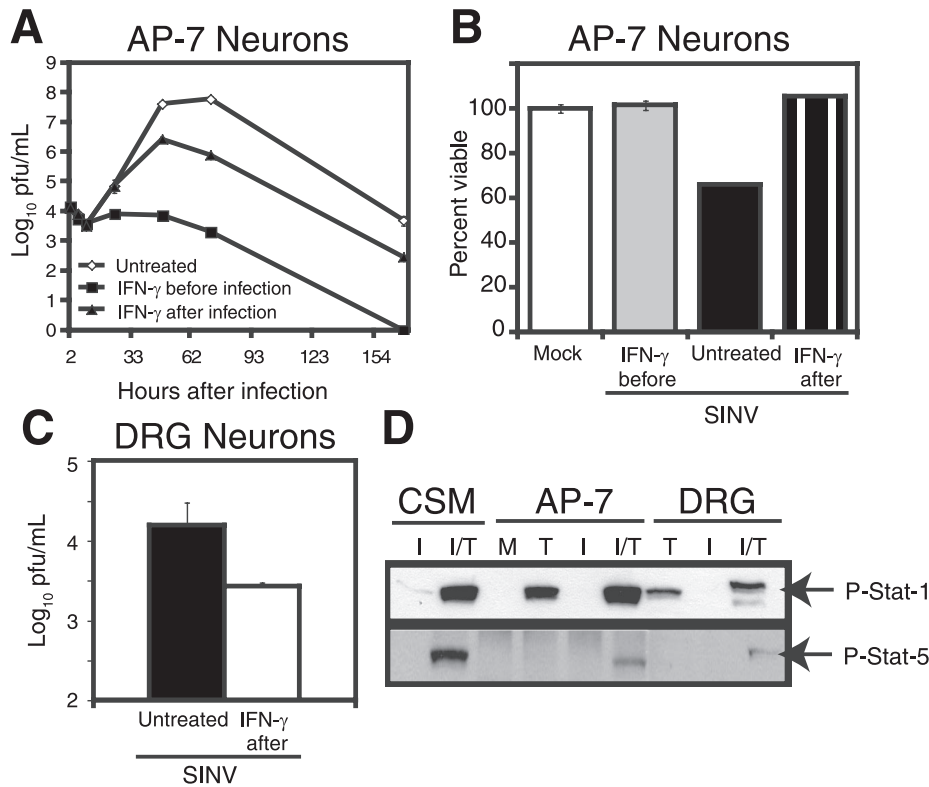 A
AP-7 Neurons
9
8
7
6
5
4
3
2
1
0
Log10 pfu/mL
Untreated
IFN-γ before infection
IFN-γ after infection
2 33 62 93 123 154
Hours after infection
B
AP-7 Neurons
100
80
60
40
20
0
Percent viable
Mock
IFN-γ before
Untreated
IFN-γ after
SINV
C
DRG Neurons
5
4
3
2
Log10 pfu/mL
Untreated
IFN-γ after
SINV
D
CSM AP-7 DRG
I I/T M T I I/T T I I/T
P-Stat-1
P-Stat-5